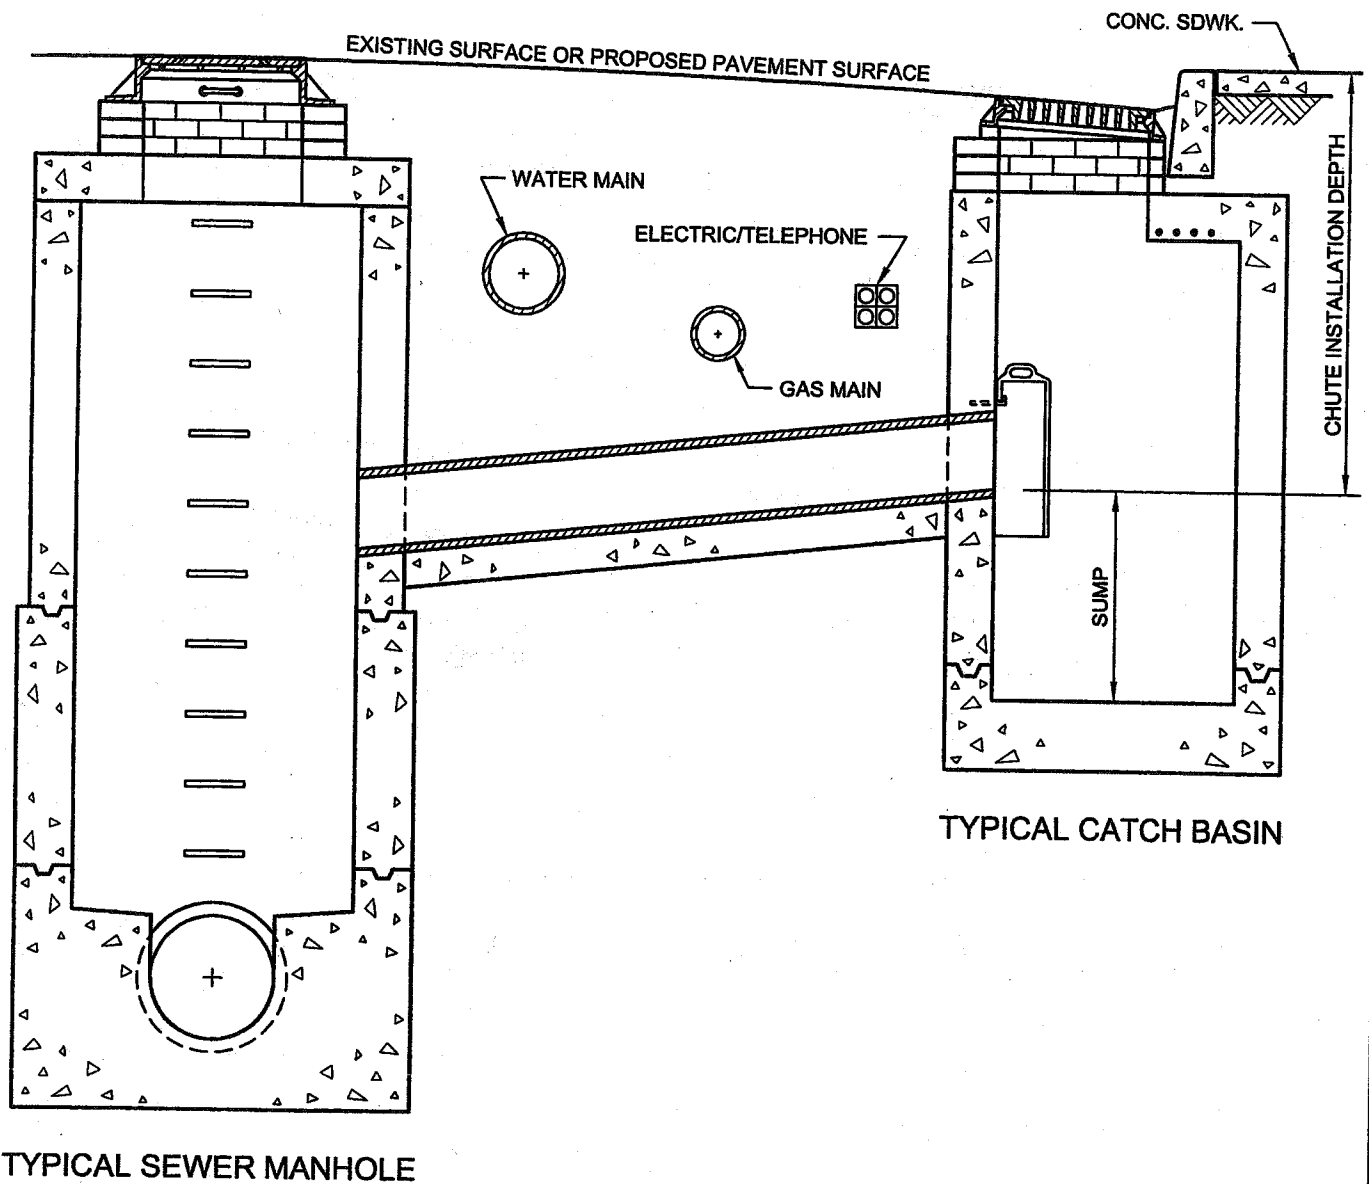 CONC. SDWK.
EXISTING SURFACE OR PROPOSED PAVEMENT SURFACE
WATER MAIN
ELECTRIC/TELEPHONE
GAS MAIN
CHUTE INSTALLATION DEPTH
SUMP
TYPICAL CATCH BASIN
TYPICAL SEWER MANHOLE